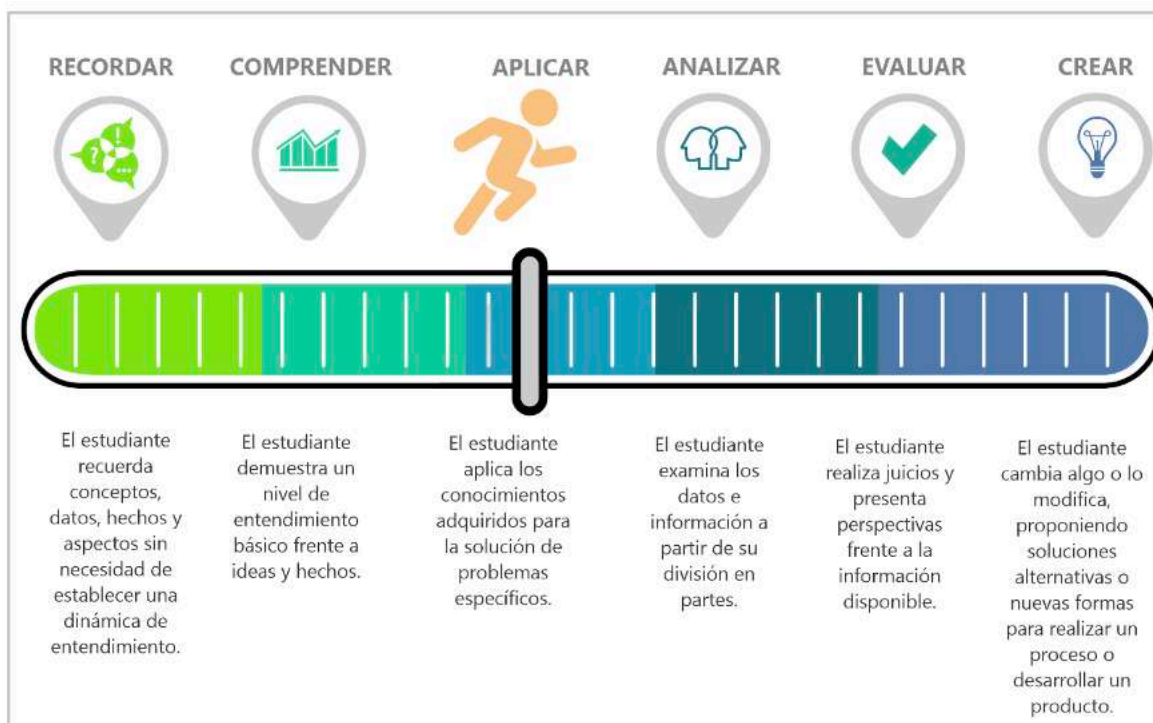 RECORDAR
COMPRENDER
APLICAR
ANALIZAR
EVALUAR
CREAR
? ! ...
El estudiante
recuerda
conceptos,
datos, hechos y
aspectos sin
necesidad de
establecer una
dinámica de
entendimiento.
El estudiante
demuestra un
nivel de
entendimiento
básico frente a
ideas y hechos.
El estudiante
aplica los
conocimientos
adquiridos para
la solución de
problemas
específicos.
El estudiante
examina los
datos e
información a
partir de su
división en
partes.
El estudiante
realiza juicios y
presenta
perspectivas
frente a la
información
disponible.
El estudiante
cambia algo o lo
modifica,
proponiendo
soluciones
alternativas o
nuevas formas
para realizar un
proceso o
desarrollar un
producto.